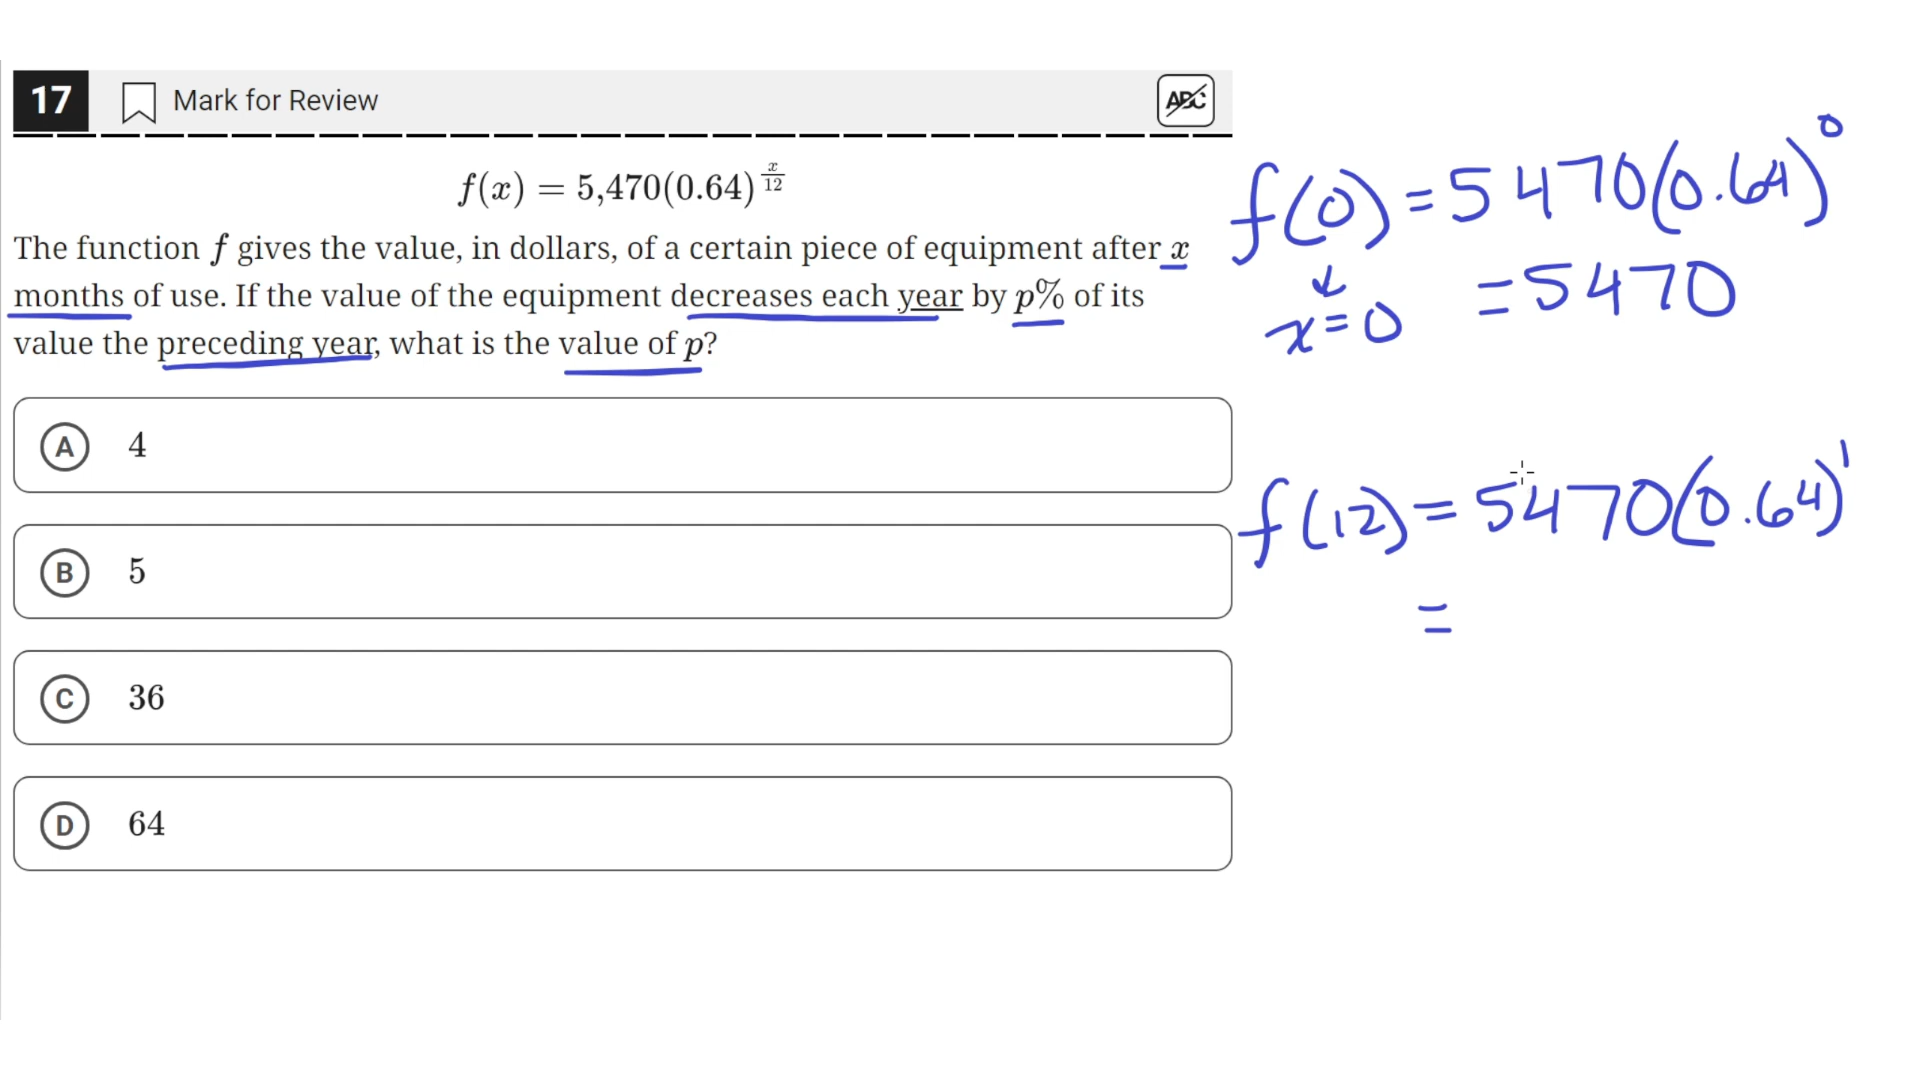 17 Mark for Review ABC
f(x) = 5,470(0.64)^(x/12)
The function f gives the value, in dollars, of a certain piece of equipment after x
months of use. If the value of the equipment decreases each year by p% of its
value the preceding year, what is the value of p?
A 4
B 5
C 36
D 64
f(0) = 5470(0.64)^0
= 5470
x = 0
f(12) = 5470(0.64)^1
=